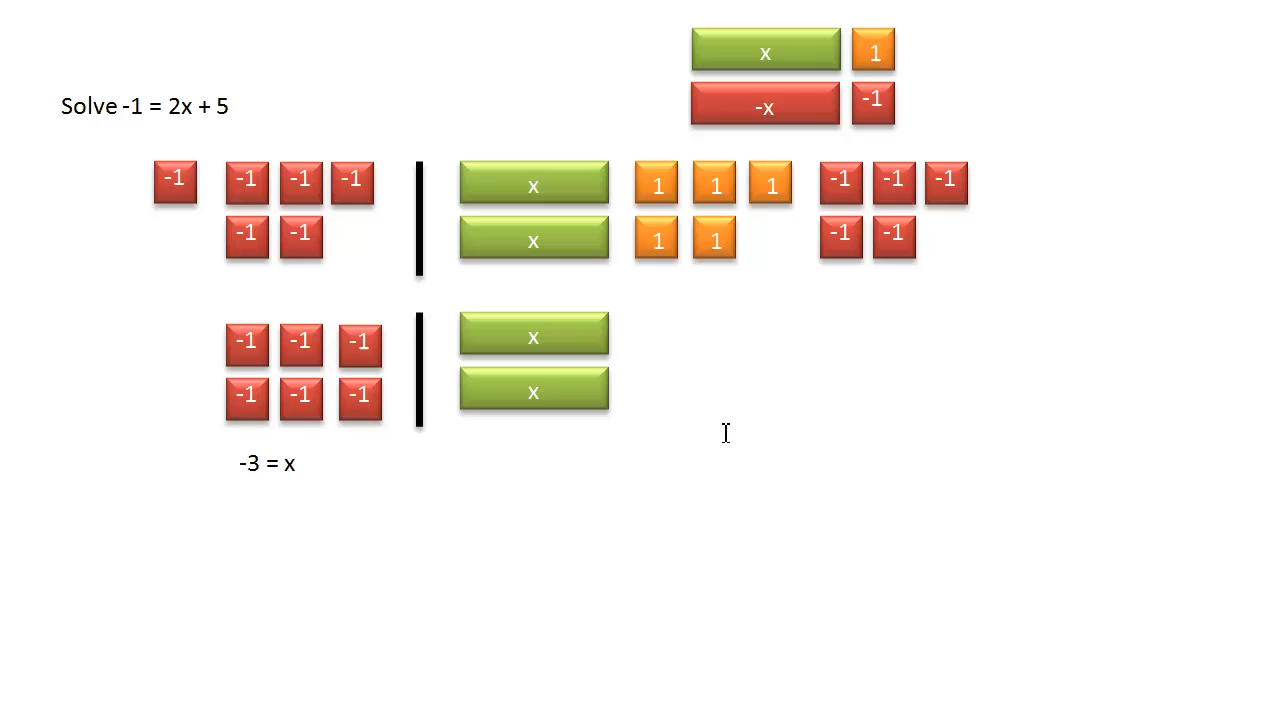 x 1
-x -1
Solve -1 = 2x + 5
-1 -1 -1 -1 x 1 1 1 -1 -1 -1
-1 -1 x 1 1 -1 -1
-1 -1 -1 x
-1 -1 -1 x
-3 = x